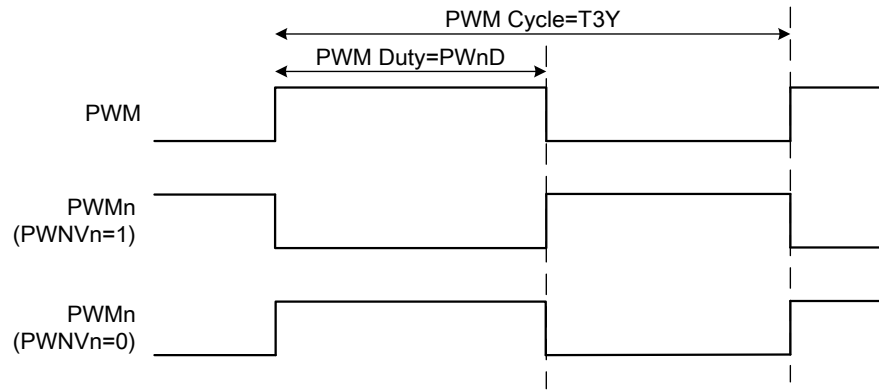 PWM Cycle=T3Y
PWM Duty=PWnD
PWM
PWMn
(PWNVn=1)
PWMn
(PWNVn=0)